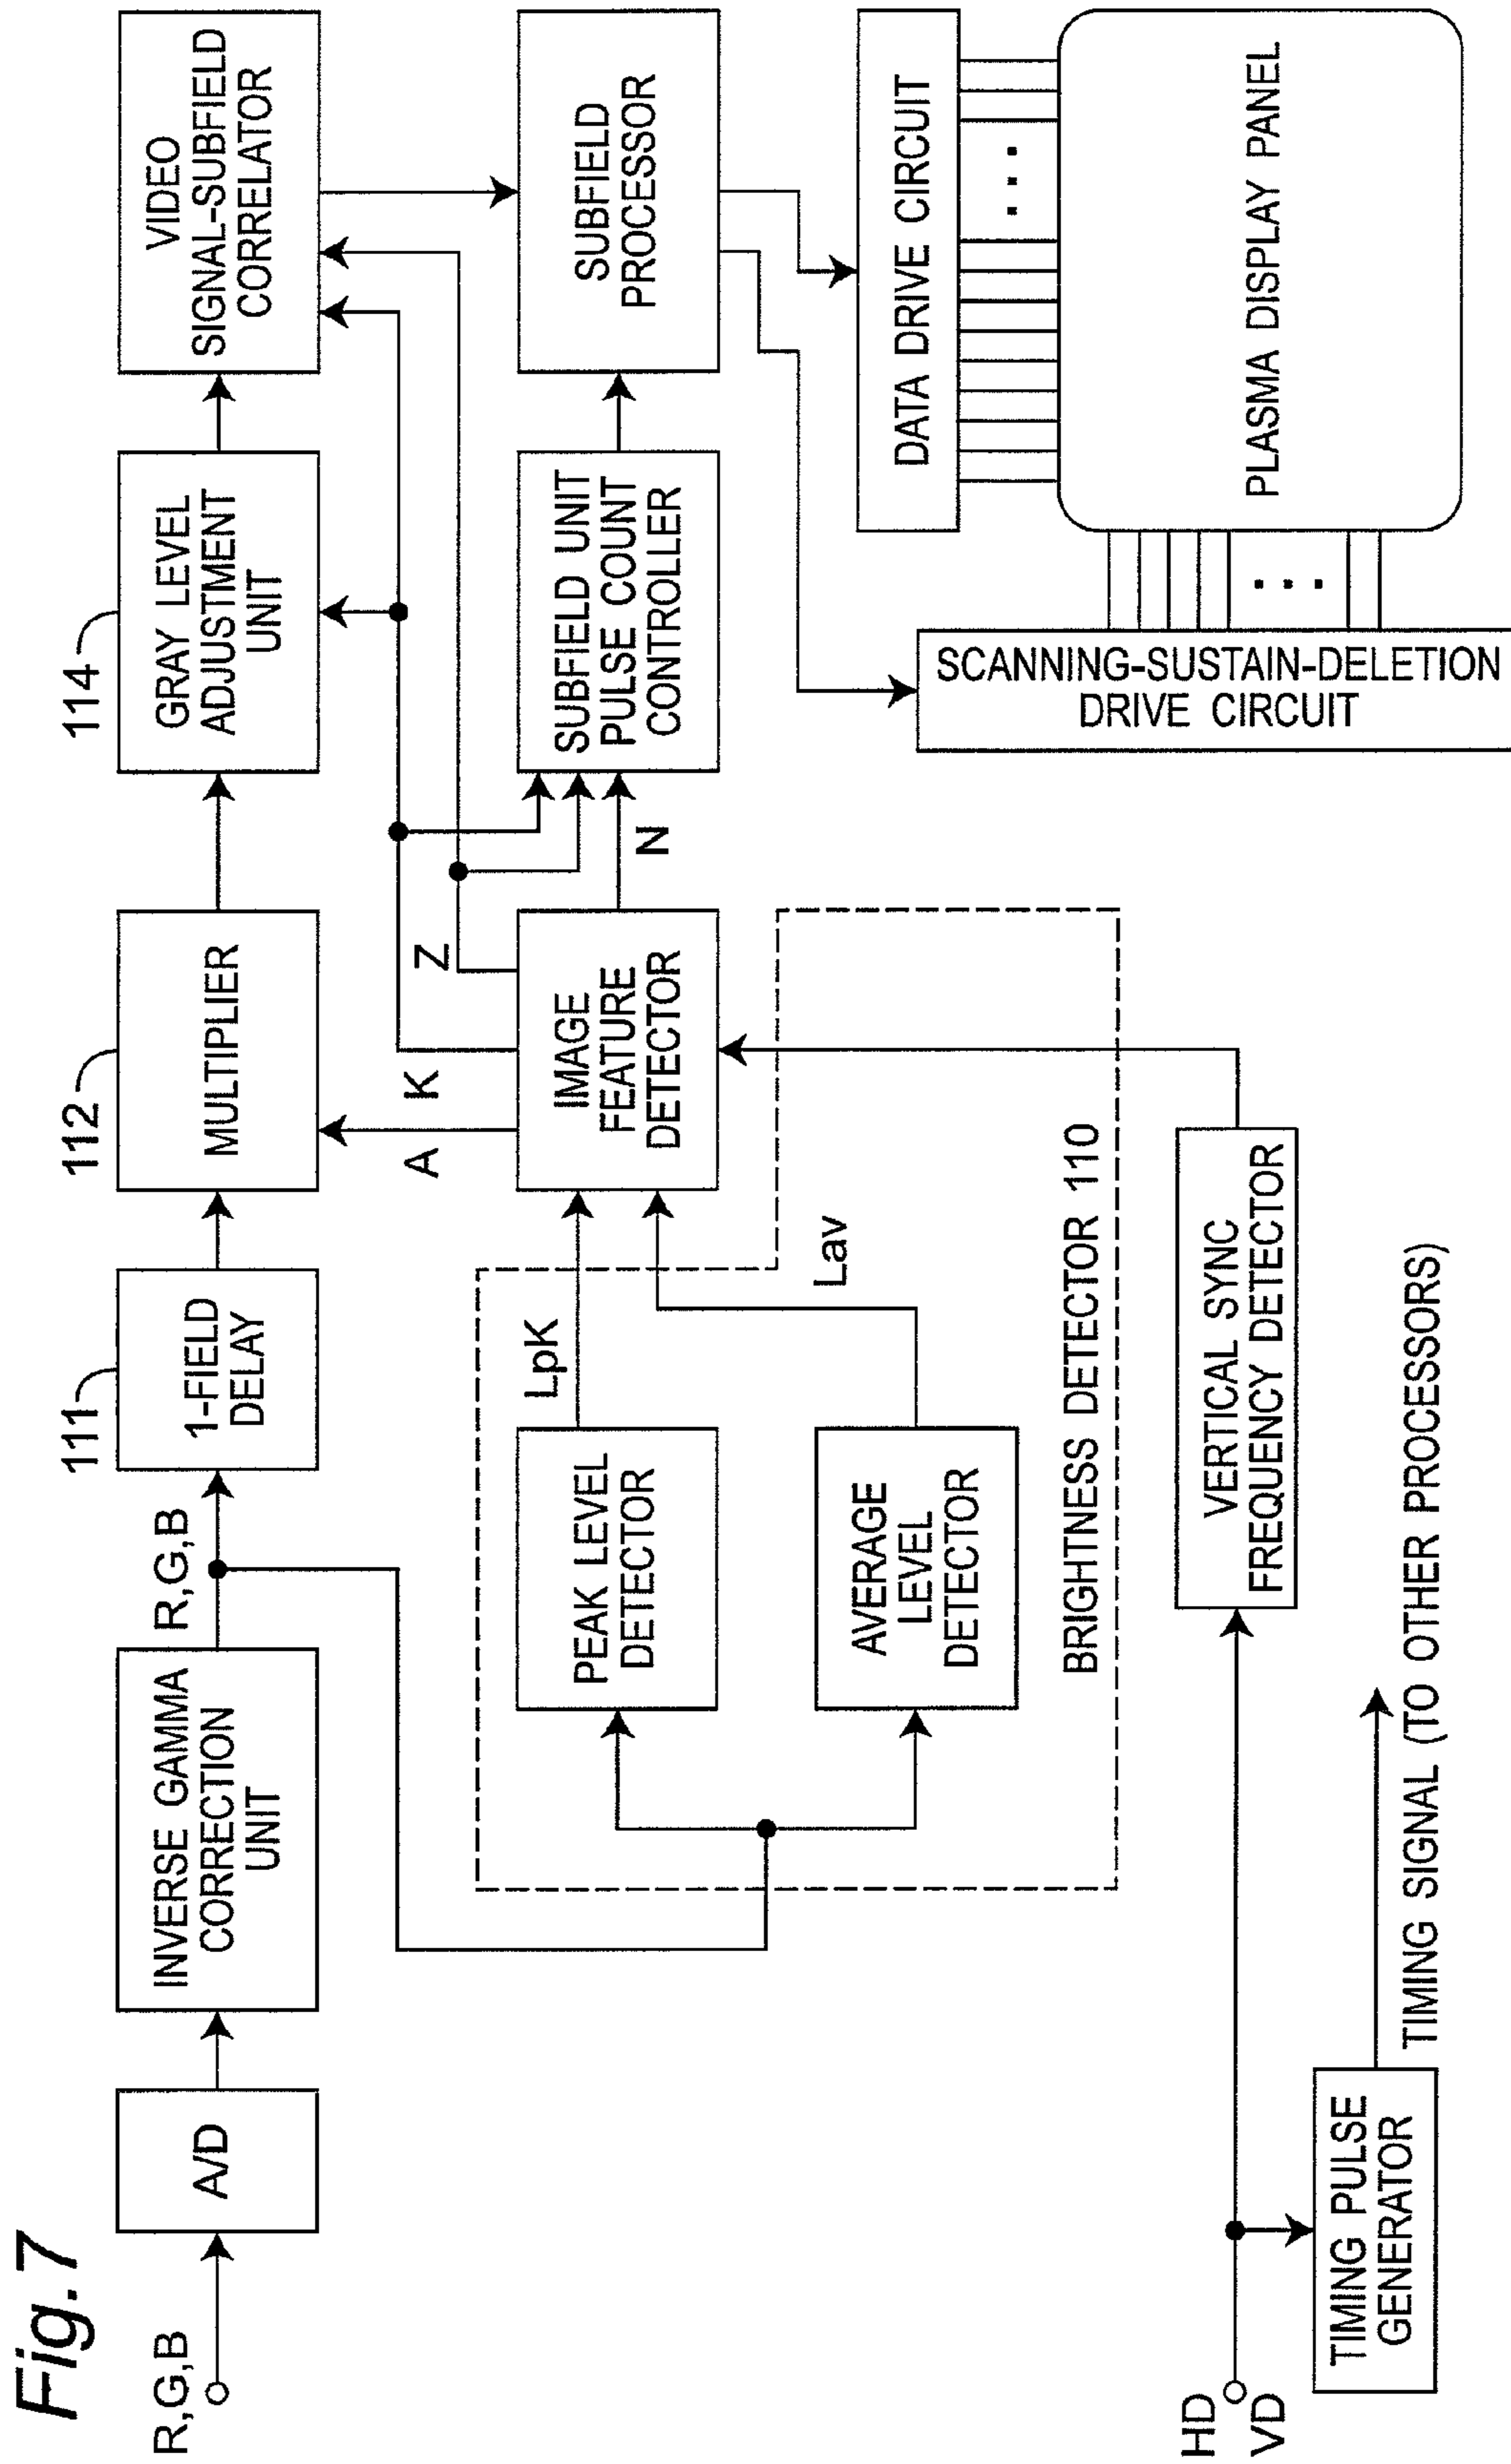 Fig.7
R,G,B
A/D
INVERSE GAMMA
CORRECTION
UNIT
R,G,B
111
1-FIELD
DELAY
112
MULTIPLIER
114
GRAY LEVEL
ADJUSTMENT
UNIT
VIDEO
SIGNAL-SUBFIELD
CORRELATOR
A
K
Z
LpK
PEAK LEVEL
DETECTOR
IMAGE
FEATURE
DETECTOR
N
SUBFIELD UNIT
PULSE COUNT
CONTROLLER
SUBFIELD
PROCESSOR
AVERAGE
LEVEL
DETECTOR
Lav
BRIGHTNESS DETECTOR 110
DATA DRIVE CIRCUIT
SCANNING-SUSTAIN-DELETION
DRIVE CIRCUIT
PLASMA DISPLAY PANEL
HD
VD
VERTICAL SYNC
FREQUENCY DETECTOR
TIMING PULSE
GENERATOR
TIMING SIGNAL (TO OTHER PROCESSORS)